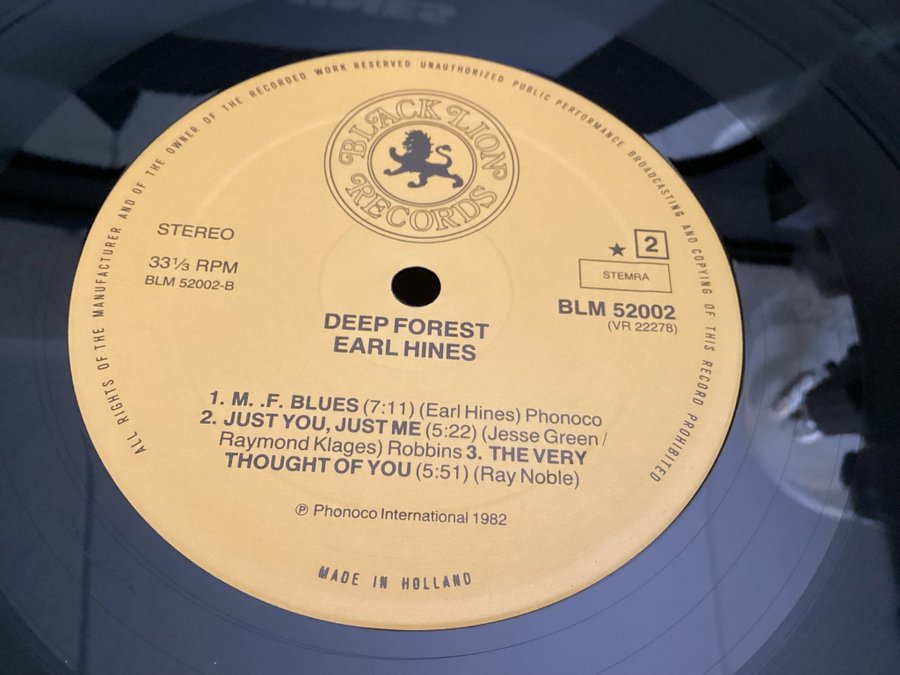 ALL RIGHTS OF THE MANUFACTURER AND OF THE OWNER OF THE RECORDED WORK RESERVED UNAUTHORIZED PUBLIC PERFORMANCE BROADCASTING AND COPYING OF THIS RECORD PROHIBITED
BLACK LION
RECORDS
STEREO
33⅓ RPM
BLM 52002-B
★ 2
STEMRA
BLM 52002
(VR 22278)
DEEP FOREST
EARL HINES
1. M. .F. BLUES (7:11) (Earl Hines) Phonoco
2. JUST YOU, JUST ME (5:22) (Jesse Green /
Raymond Klages) Robbins 3. THE VERY
THOUGHT OF YOU (5:51) (Ray Noble)
℗ Phonoco International 1982
MADE IN HOLLAND